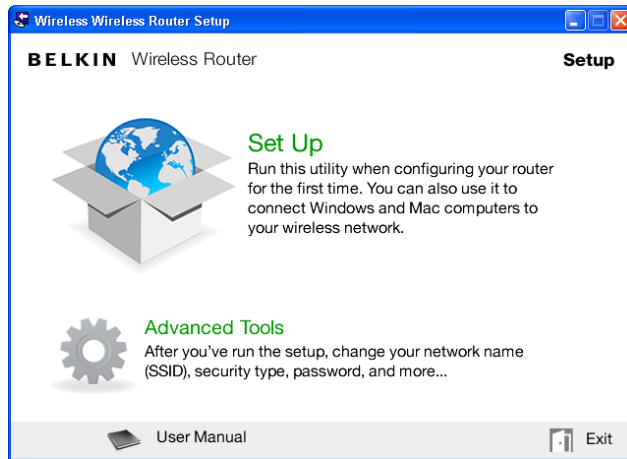 Wireless Wireless Router Setup
BELKIN Wireless Router
Setup
Set Up
Run this utility when configuring your router
for the first time. You can also use it to
connect Windows and Mac computers to
your wireless network.
Advanced Tools
After you've run the setup, change your network name
(SSID), security type, password, and more...
User Manual
Exit